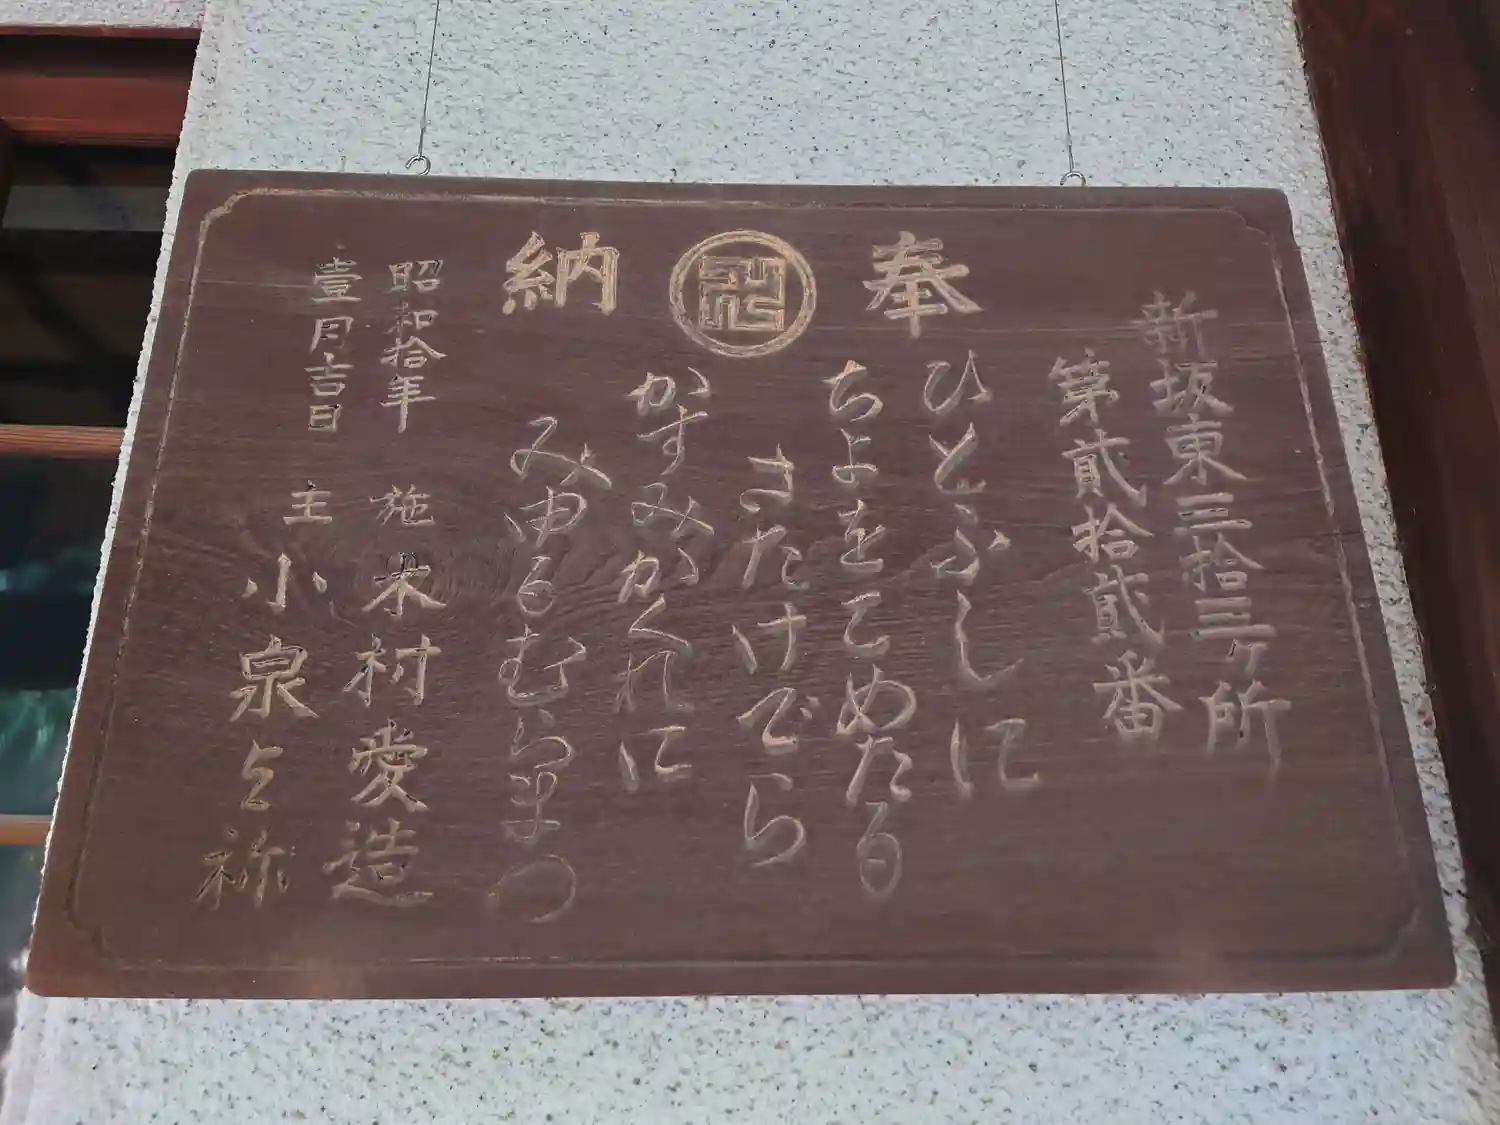 奉納
新坂東三拾三ヶ所
第貳拾貳番
ひとふしに
ちよをこめたる
さたけでら
かすみかくれに
み由るむらまつ
昭和拾年
壹月吉日
施主
木村愛造
小泉よ祢